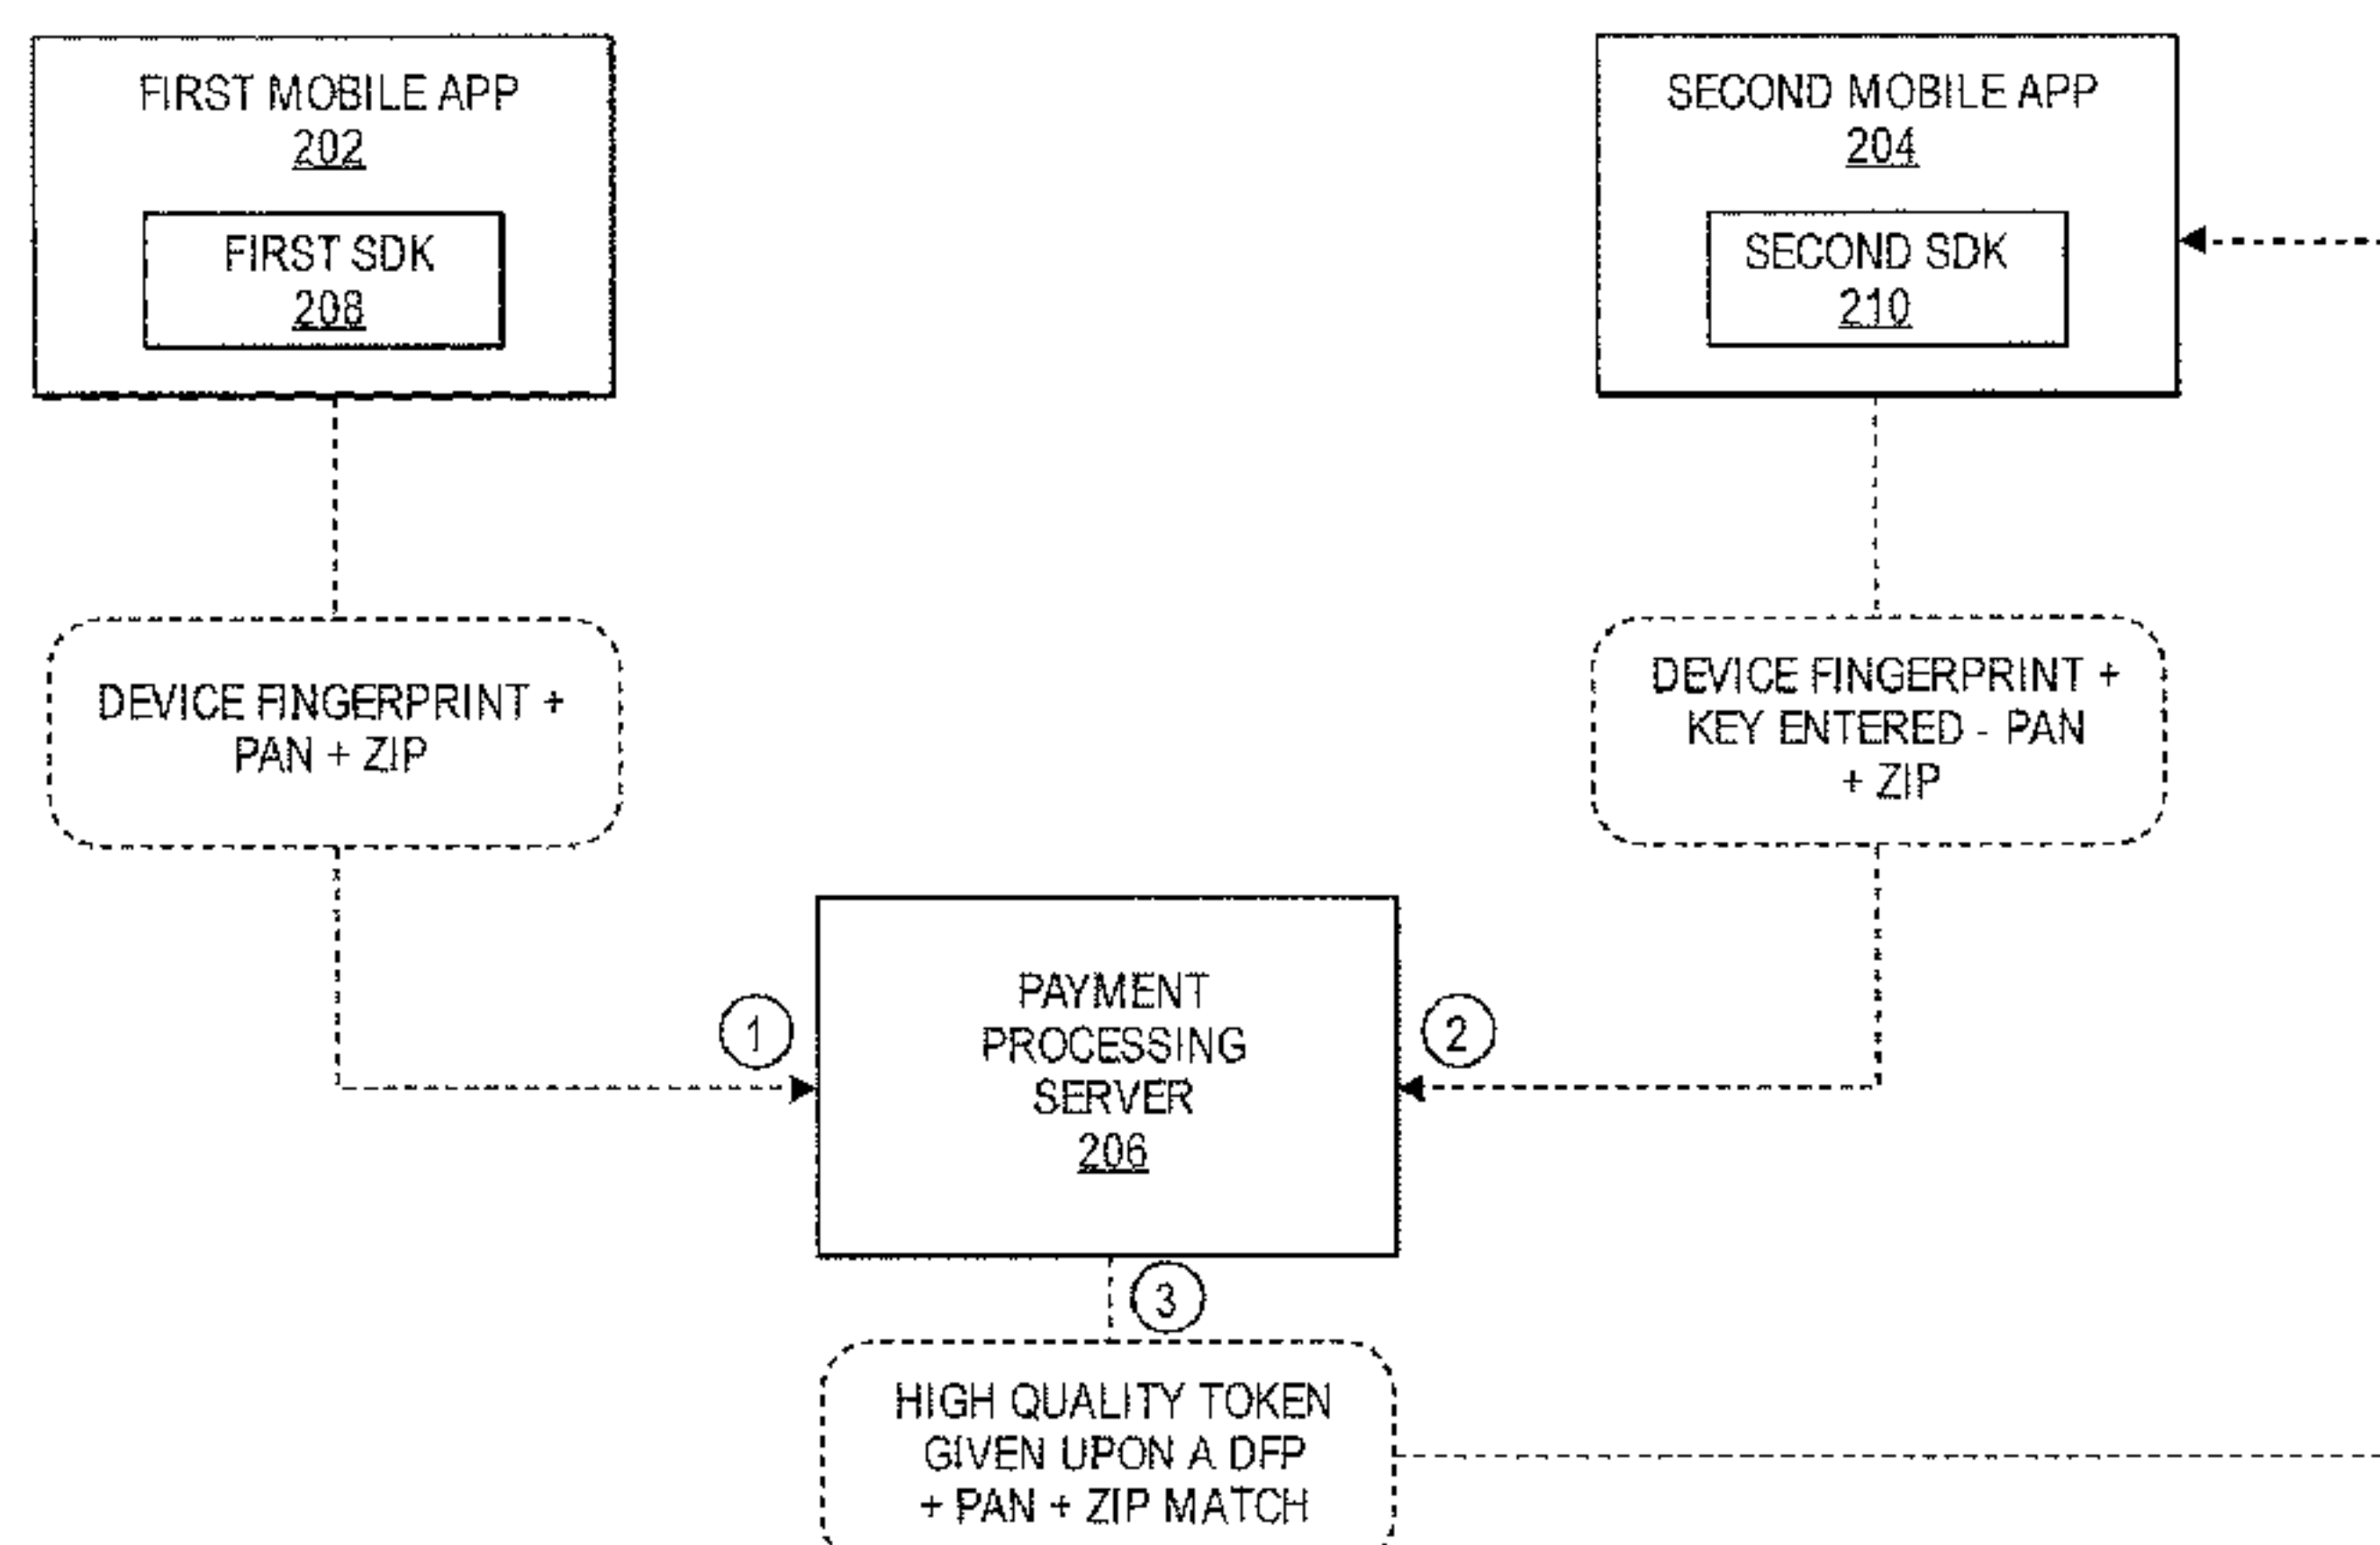 FIRST MOBILE APP
202
FIRST SDK
208
SECOND MOBILE APP
204
SECOND SDK
210
DEVICE FINGERPRINT +
PAN + ZIP
DEVICE FINGERPRINT +
KEY ENTERED - PAN
+ ZIP
1
PAYMENT
PROCESSING
SERVER
206
2
3
HIGH QUALITY TOKEN
GIVEN UPON A DFP
+ PAN + ZIP MATCH